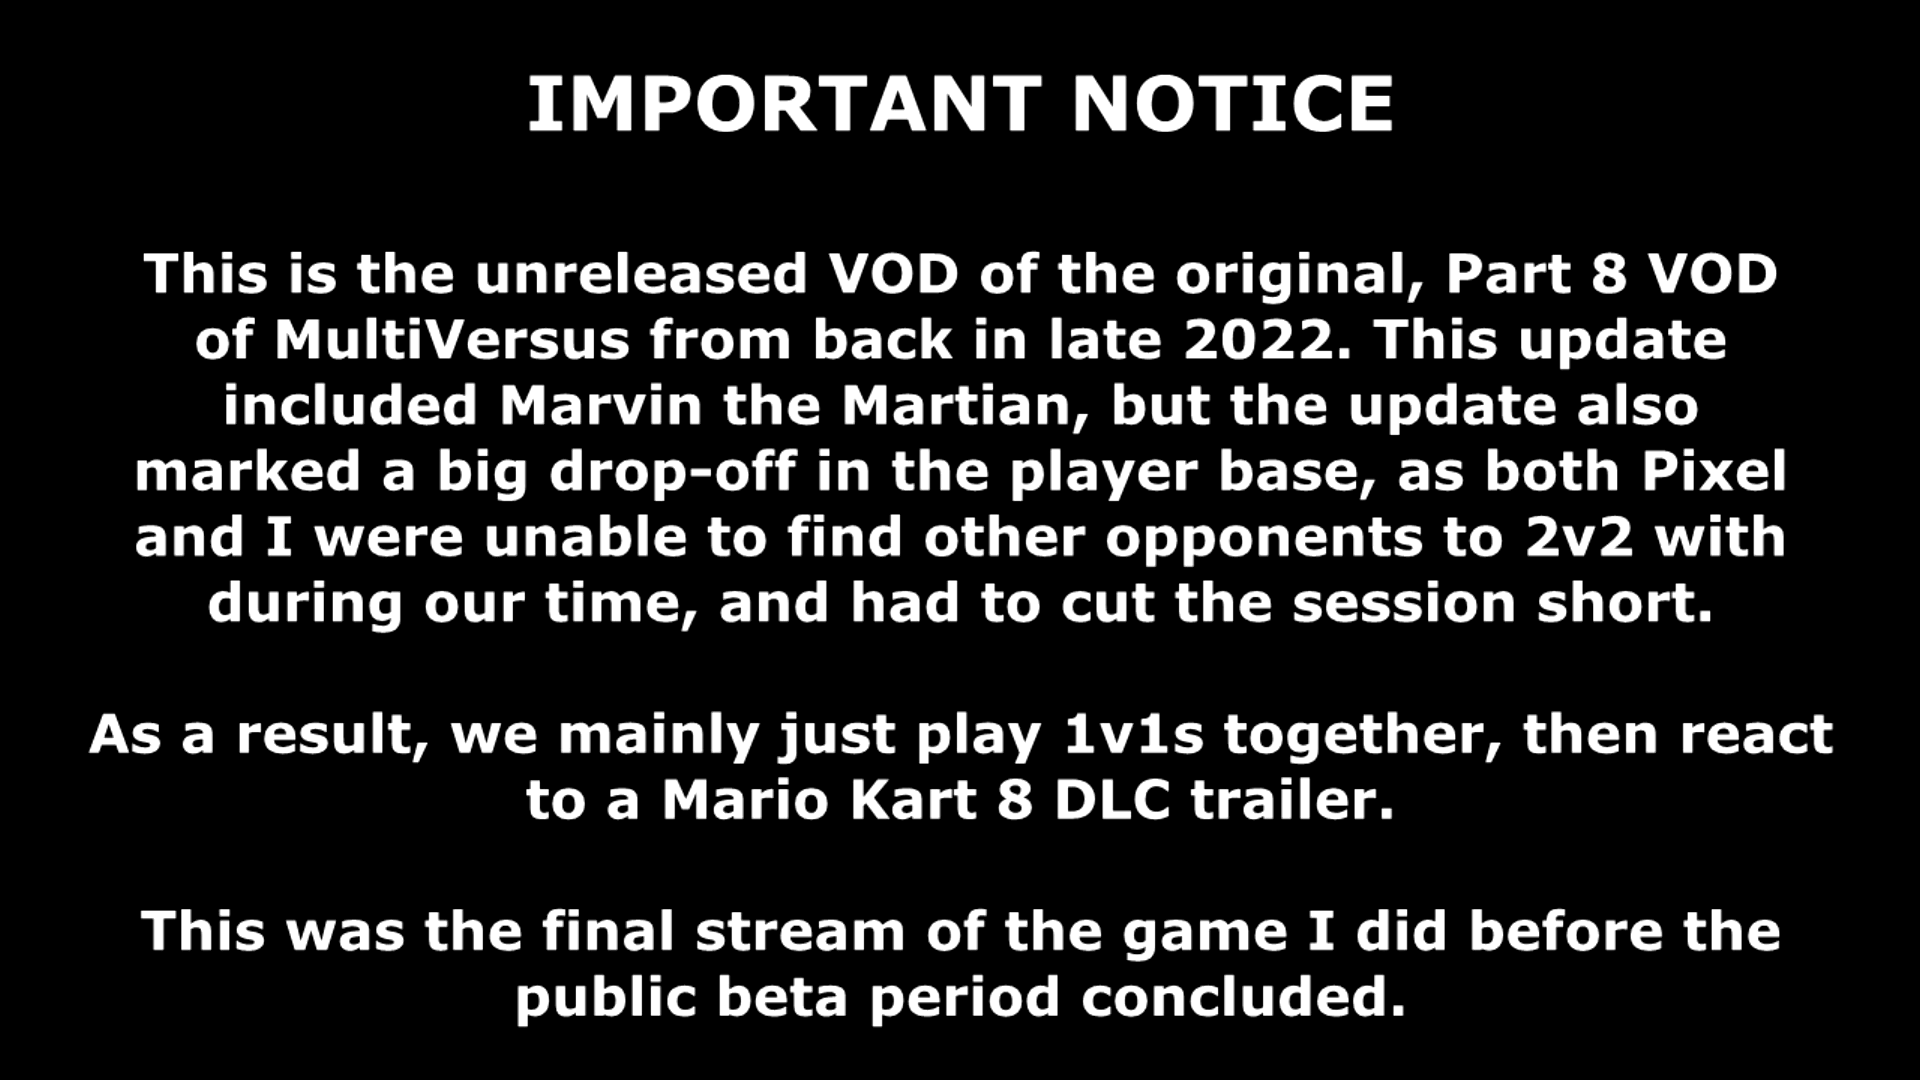 IMPORTANT NOTICE
This is the unreleased VOD of the original, Part 8 VOD
of MultiVersus from back in late 2022. This update
included Marvin the Martian, but the update also
marked a big drop-off in the player base, as both Pixel
and I were unable to find other opponents to 2v2 with
during our time, and had to cut the session short.
As a result, we mainly just play 1v1s together, then react
to a Mario Kart 8 DLC trailer.
This was the final stream of the game I did before the
public beta period concluded.